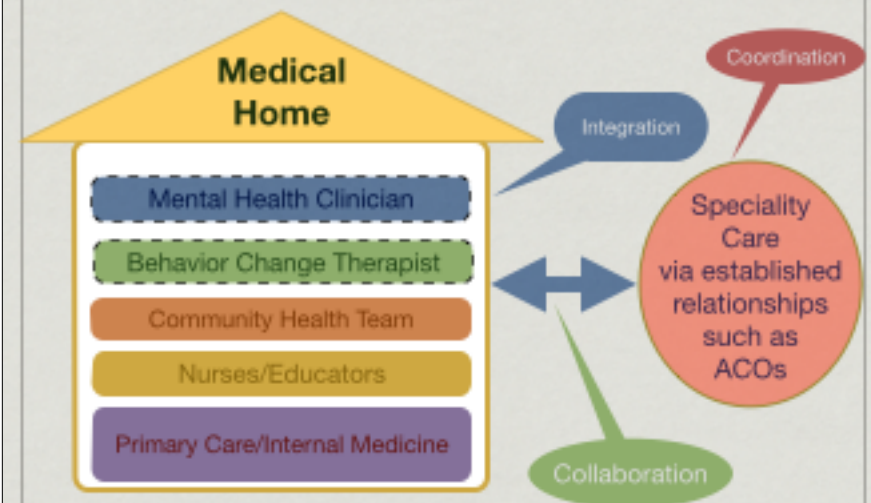 Medical
Home
Mental Health Clinician
Behavior Change Therapist
Community Health Team
Nurses/Educators
Primary Care/Internal Medicine
Integration
Coordination
Speciality
Care
via established
relationships
such as
ACOs
Collaboration